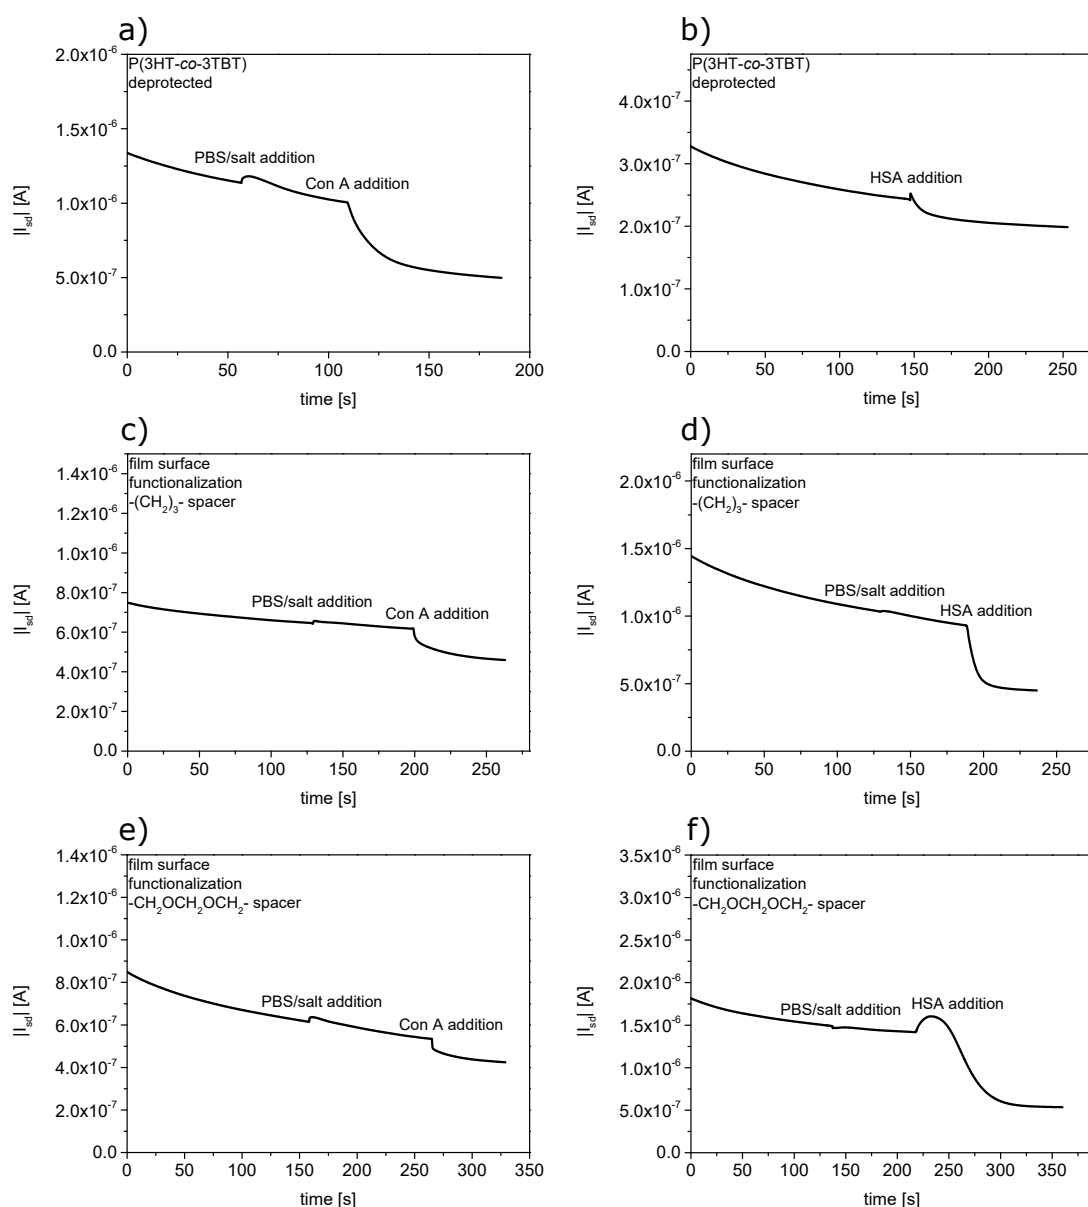 a)
2.0x10⁻⁶
1.5x10⁻⁶
1.0x10⁻⁶
5.0x10⁻⁷
0.0
|I_sd| [A]
P(3HT-co-3TBT)
deprotected
PBS/salt addition
Con A addition
0 50 100 150 200
time [s]
b)
4.0x10⁻⁷
3.0x10⁻⁷
2.0x10⁻⁷
1.0x10⁻⁷
0.0
|I_sd| [A]
P(3HT-co-3TBT)
deprotected
HSA addition
0 50 100 150 200 250
time [s]
c)
1.4x10⁻⁶
1.2x10⁻⁶
1.0x10⁻⁶
8.0x10⁻⁷
6.0x10⁻⁷
4.0x10⁻⁷
2.0x10⁻⁷
0.0
|I_sd| [A]
film surface
functionalization
-(CH₂)₃- spacer
PBS/salt addition
Con A addition
0 50 100 150 200 250
time [s]
d)
2.0x10⁻⁶
1.5x10⁻⁶
1.0x10⁻⁶
5.0x10⁻⁷
0.0
|I_sd| [A]
film surface
functionalization
-(CH₂)₃- spacer
PBS/salt addition
HSA addition
0 50 100 150 200 250
time [s]
e)
1.4x10⁻⁶
1.2x10⁻⁶
1.0x10⁻⁶
8.0x10⁻⁷
6.0x10⁻⁷
4.0x10⁻⁷
2.0x10⁻⁷
0.0
|I_sd| [A]
film surface
functionalization
-CH₂OCH₂OCH₂- spacer
PBS/salt addition
Con A addition
0 50 100 150 200 250 300 350
time [s]
f)
3.5x10⁻⁶
3.0x10⁻⁶
2.5x10⁻⁶
2.0x10⁻⁶
1.5x10⁻⁶
1.0x10⁻⁶
5.0x10⁻⁷
0.0
|I_sd| [A]
film surface
functionalization
-CH₂OCH₂OCH₂- spacer
PBS/salt addition
HSA addition
0 50 100 150 200 250 300 350
time [s]